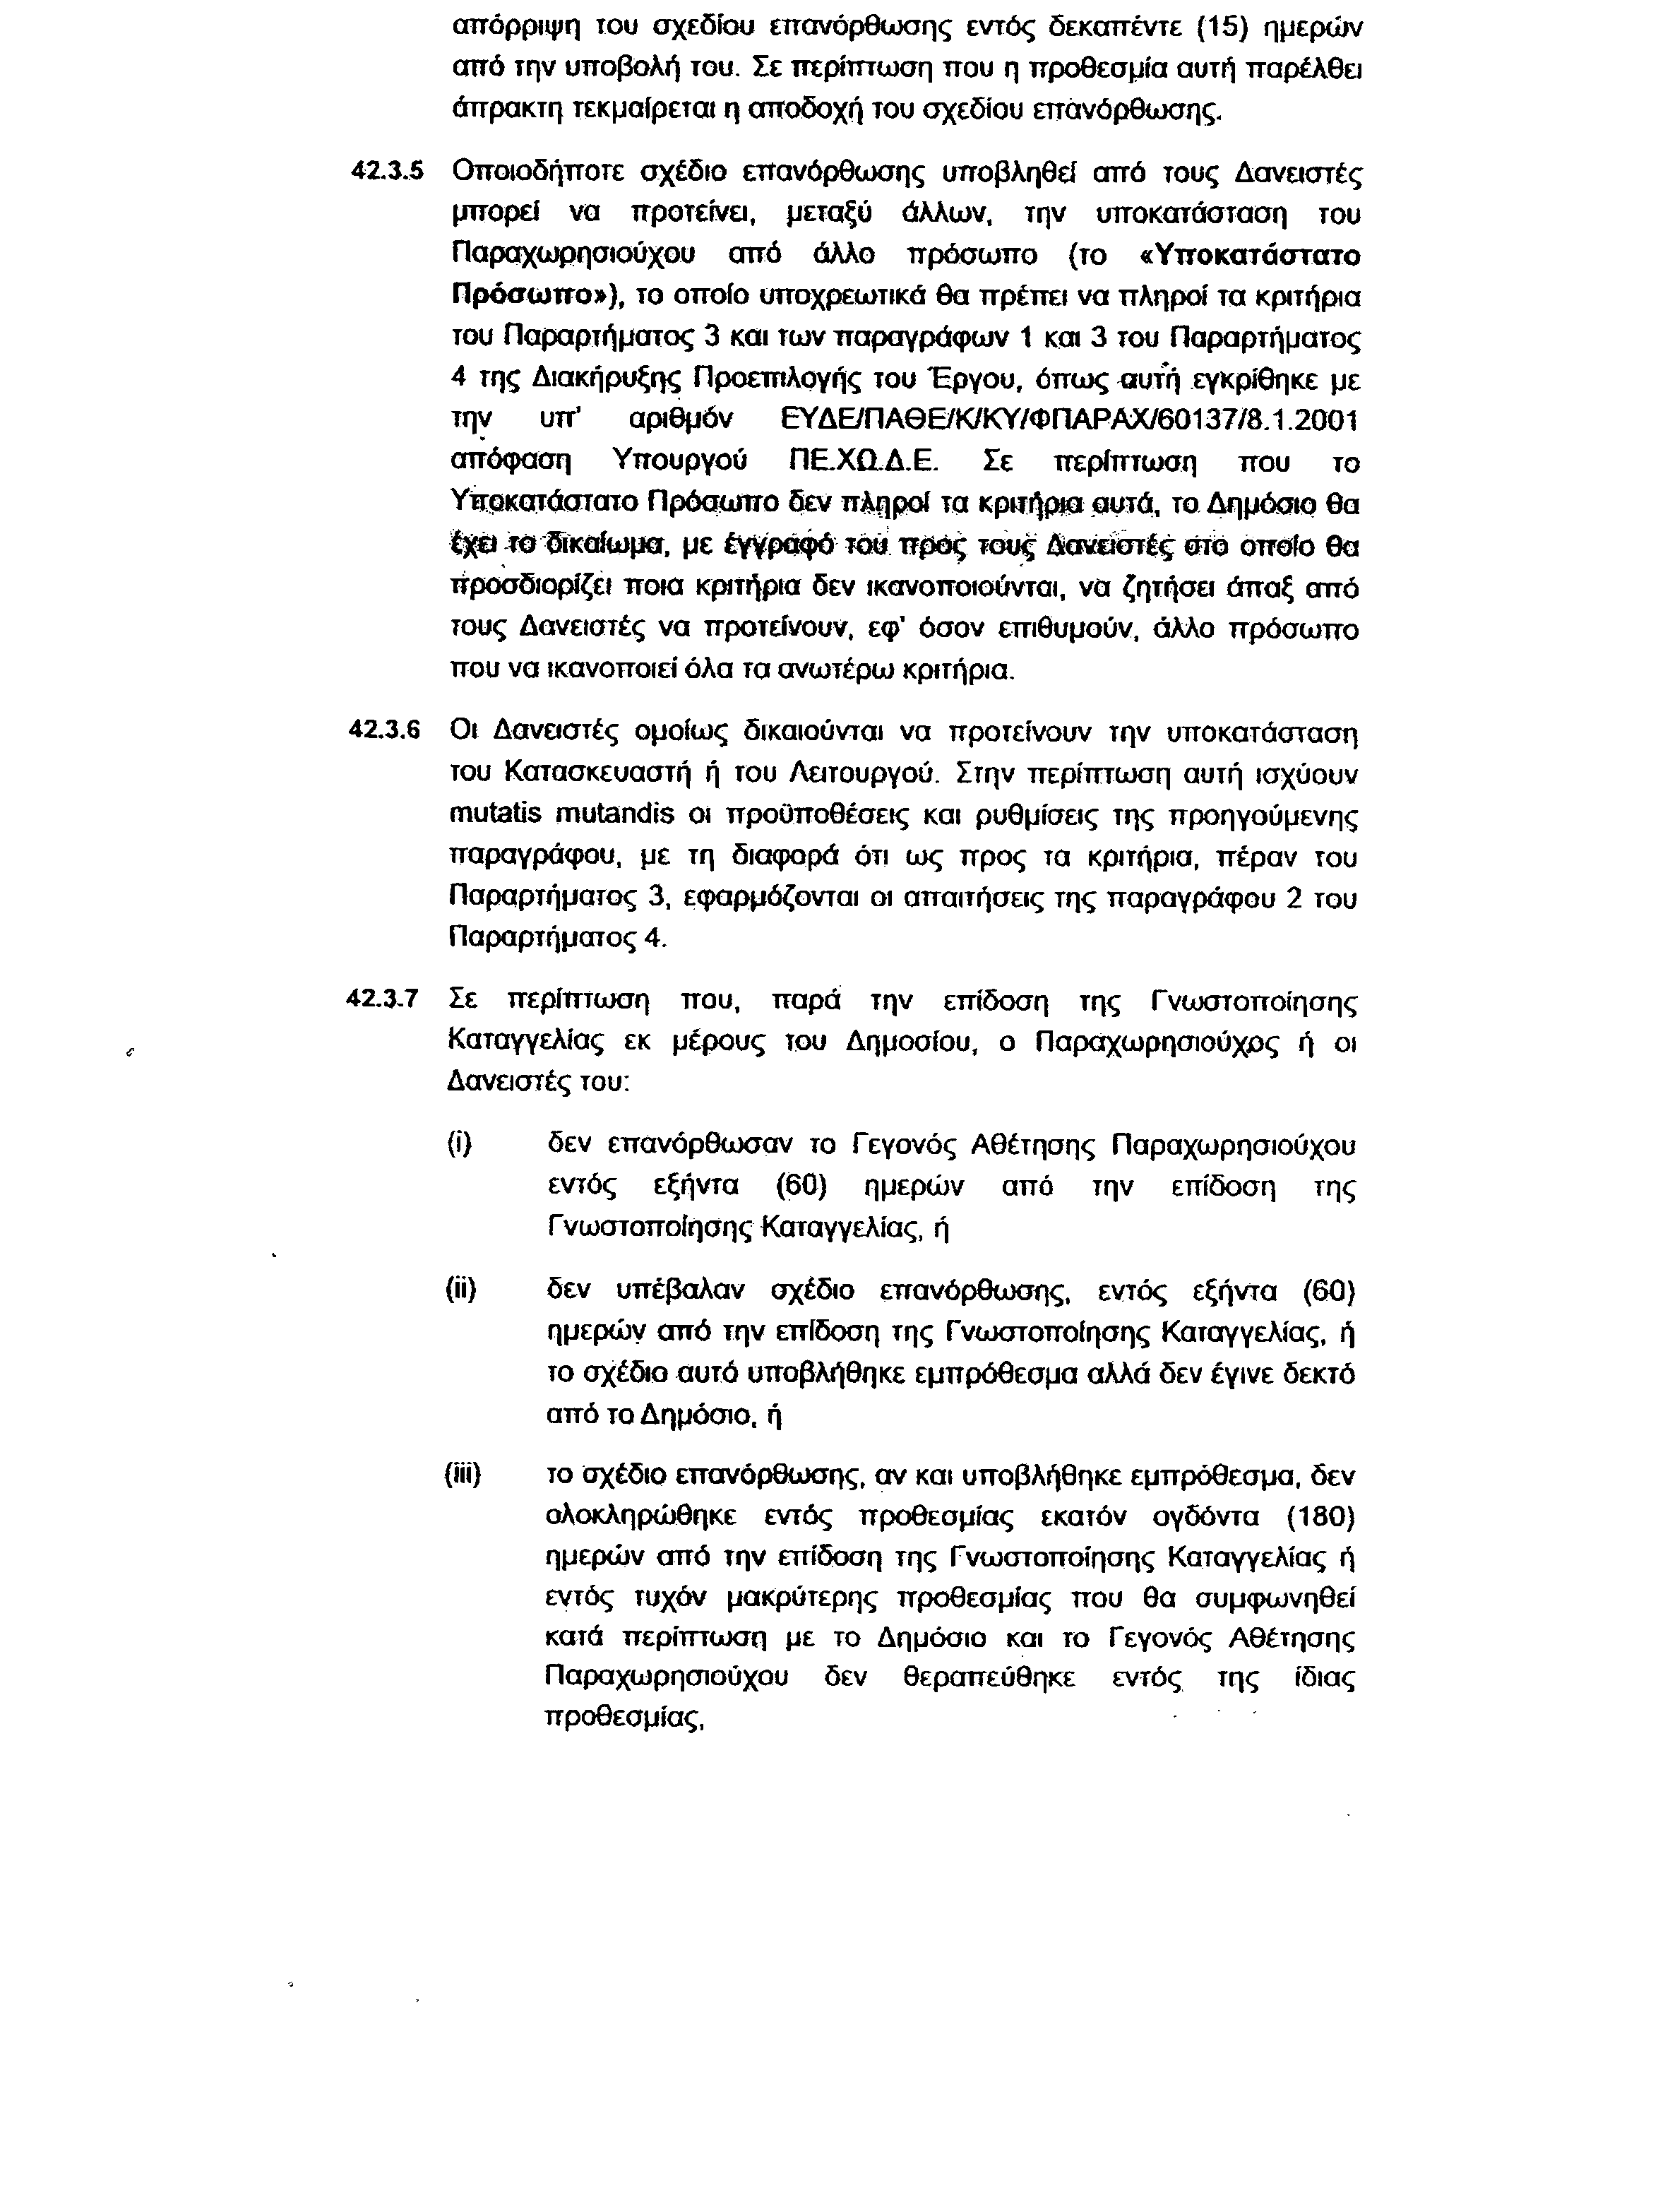 απόρριψη του σχεδίου επανόρθωσης εντός δεκαπέντε (15) ημερών
από την υποβολή του. Σε περίπτωση που η προθεσμία αυτή παρέλθει
άπρακτη τεκμαίρεται η αποδοχή του σχεδίου επανόρθωσης.
42.3.5 Οποιοδήποτε σχέδιο επανόρθωσης υποβληθεί από τους Δανειστές
μπορεί να προτείνει, μεταξύ άλλων, την υποκατάσταση του
Παραχωρησιούχου από άλλο πρόσωπο (το «Υποκατάστατο
Πρόσωπο»), το οποίο υποχρεωτικά θα πρέπει να πληροί τα κριτήρια
του Παραρτήματος 3 και των παραγράφων 1 και 3 του Παραρτήματος
4 της Διακήρυξης Προεπιλογής του Έργου, όπως αυτή εγκρίθηκε με
την υπ' αριθμόν ΕΥΔΕ/ΠΑΘΕ/Κ/ΚΥ/ΦΠΑΡΑΧ/60137/8.1.2001
απόφαση Υπουργού ΠΕ.ΧΩ.Δ.Ε. Σε περίπτωση που το
Υποκατάστατο Πρόσωπο δεν πληροί τα κριτήρια αυτά, το Δημόσιο θα
έχει το δικαίωμα, με έγγραφό του προς τους Δανειστές στο οποίο θα
προσδιορίζει ποια κριτήρια δεν ικανοποιούνται, να ζητήσει άπαξ από
τους Δανειστές να προτείνουν, εφ' όσον επιθυμούν, άλλο πρόσωπο
που να ικανοποιεί όλα τα ανωτέρω κριτήρια.
42.3.6 Οι Δανειστές ομοίως δικαιούνται να προτείνουν την υποκατάσταση
του Κατασκευαστή ή του Λειτουργού. Στην περίπτωση αυτή ισχύουν
mutatis mutandis οι προϋποθέσεις και ρυθμίσεις της προηγούμενης
παραγράφου, με τη διαφορά ότι ως προς τα κριτήρια, πέραν του
Παραρτήματος 3, εφαρμόζονται οι απαιτήσεις της παραγράφου 2 του
Παραρτήματος 4.
42.3.7 Σε περίπτωση που, παρά την επίδοση της Γνωστοποίησης
Καταγγελίας εκ μέρους του Δημοσίου, ο Παραχωρησιούχος ή οι
Δανειστές του:
(i) δεν επανόρθωσαν το Γεγονός Αθέτησης Παραχωρησιούχου
εντός εξήντα (60) ημερών από την επίδοση της
Γνωστοποίησης Καταγγελίας, ή
(ii) δεν υπέβαλαν σχέδιο επανόρθωσης, εντός εξήντα (60)
ημερών από την επίδοση της Γνωστοποίησης Καταγγελίας, ή
το σχέδιο αυτό υποβλήθηκε εμπρόθεσμα αλλά δεν έγινε δεκτό
από το Δημόσιο, ή
(iii) το σχέδιο επανόρθωσης, αν και υποβλήθηκε εμπρόθεσμα, δεν
ολοκληρώθηκε εντός προθεσμίας εκατόν ογδόντα (180)
ημερών από την επίδοση της Γνωστοποίησης Καταγγελίας ή
εντός τυχόν μακρύτερης προθεσμίας που θα συμφωνηθεί
κατά περίπτωση με το Δημόσιο και το Γεγονός Αθέτησης
Παραχωρησιούχου δεν θεραπεύθηκε εντός της ίδιας
προθεσμίας,